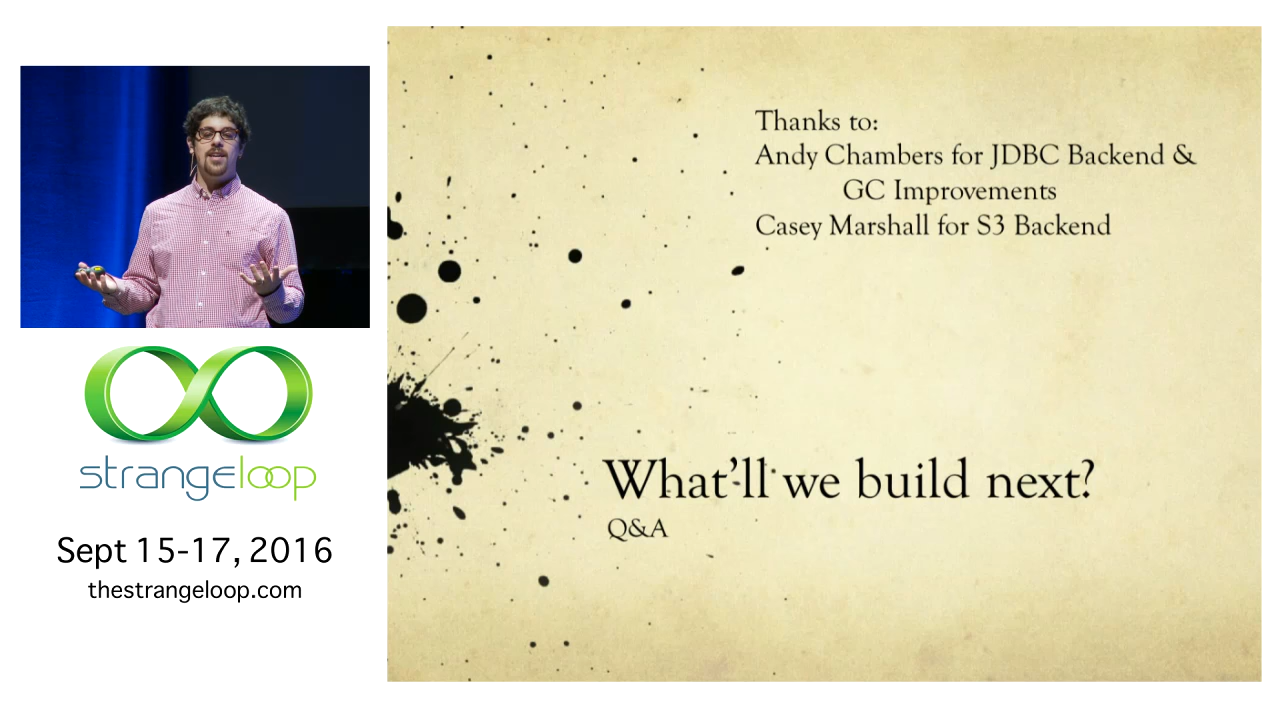 strangeloop
Sept 15-17, 2016
thestrangeloop.com
Thanks to:
Andy Chambers for JDBC Backend &
GC Improvements
Casey Marshall for S3 Backend
What'll we build next?
Q&A